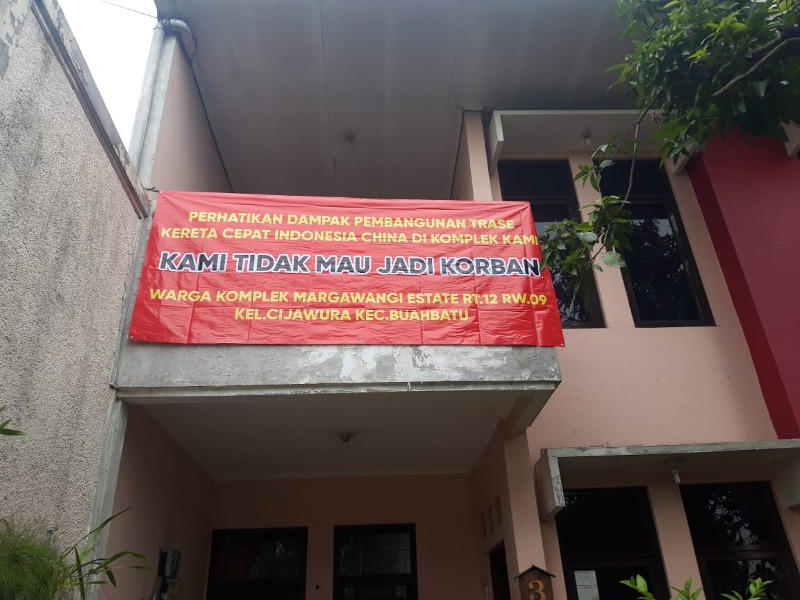 PERHATIKAN DAMPAK PEMBANGUNAN TRASE
KERETA CEPAT INDONESIA CHINA DI KOMPLEK KAMI
KAMI TIDAK MAU JADI KORBAN
WARGA KOMPLEK MARGAWANGI ESTATE RT.12 RW.09
KEL.CIJAWURA KEC.BUAHBATU
3